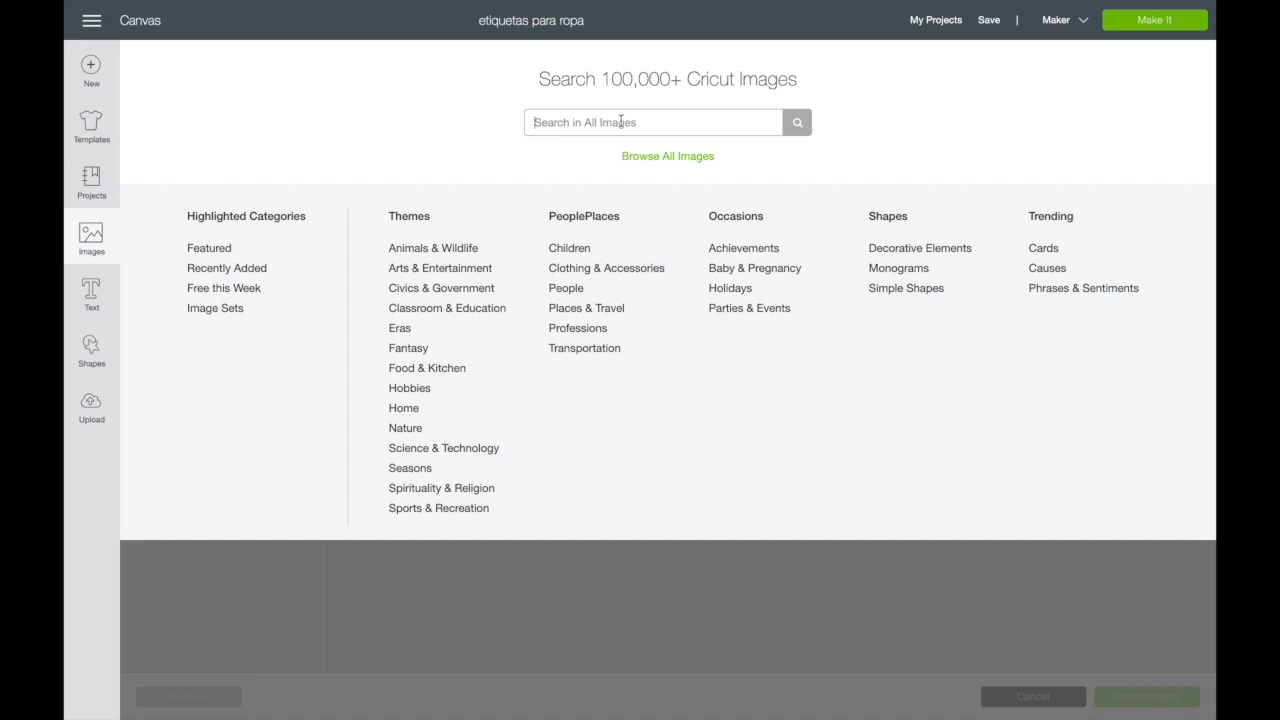 Canvas
etiquetas para ropa
My Projects Save | Maker Make It
New
Templates
Projects
Images
Text
Shapes
Upload
Search 100,000+ Cricut Images
Search in All Images
Browse All Images
Highlighted Categories
Featured
Recently Added
Free this Week
Image Sets
Themes
Animals & Wildlife
Arts & Entertainment
Civics & Government
Classroom & Education
Eras
Fantasy
Food & Kitchen
Hobbies
Home
Nature
Science & Technology
Seasons
Spirituality & Religion
Sports & Recreation
PeoplePlaces
Children
Clothing & Accessories
People
Places & Travel
Professions
Transportation
Occasions
Achievements
Baby & Pregnancy
Holidays
Parties & Events
Shapes
Decorative Elements
Monograms
Simple Shapes
Trending
Cards
Causes
Phrases & Sentiments
Cancel
Insert Images